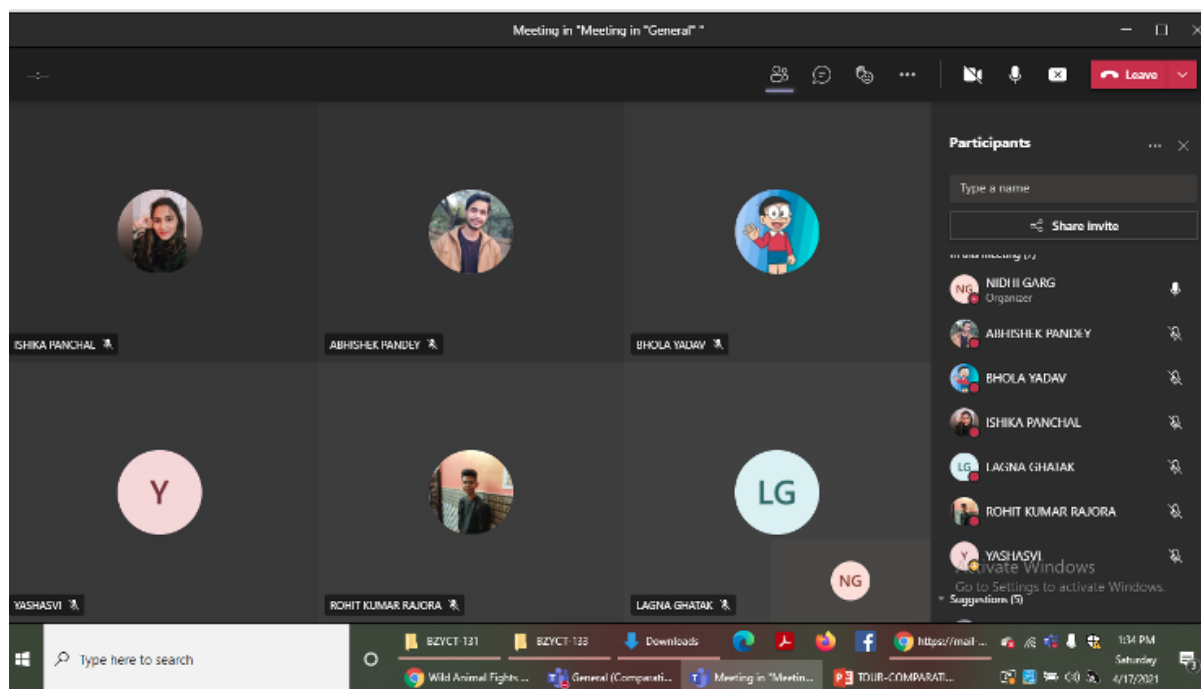 Meeting in "Meeting in "General" "
--:--
Leave
Participants
Type a name
Share Invite
NG
NIDHI GARG
Organizer
ABHISHEK PANDEY
BHOLA YADAV
ISHIKA PANCHAL
LG
LAGNA GHATAK
ROHIT KUMAR RAJORA
Y
YASHASVI
Activate Windows
Go to Settings to activate Windows.
Suggestions (5)
ISHIKA PANCHAL
ABHISHEK PANDEY
BHOLA YADAV
Y
LG
NG
YASHASVI
ROHIT KUMAR RAJORA
LAGNA GHATAK
Type here to search
BZYCT-131
BZYCT-133
Downloads
https://mail-...
1:34 PM
Saturday
4/17/2021
Wild Animal Fights ...
General (Comparati...
Meeting in "Meetin...
TOUR-COMPARATI...